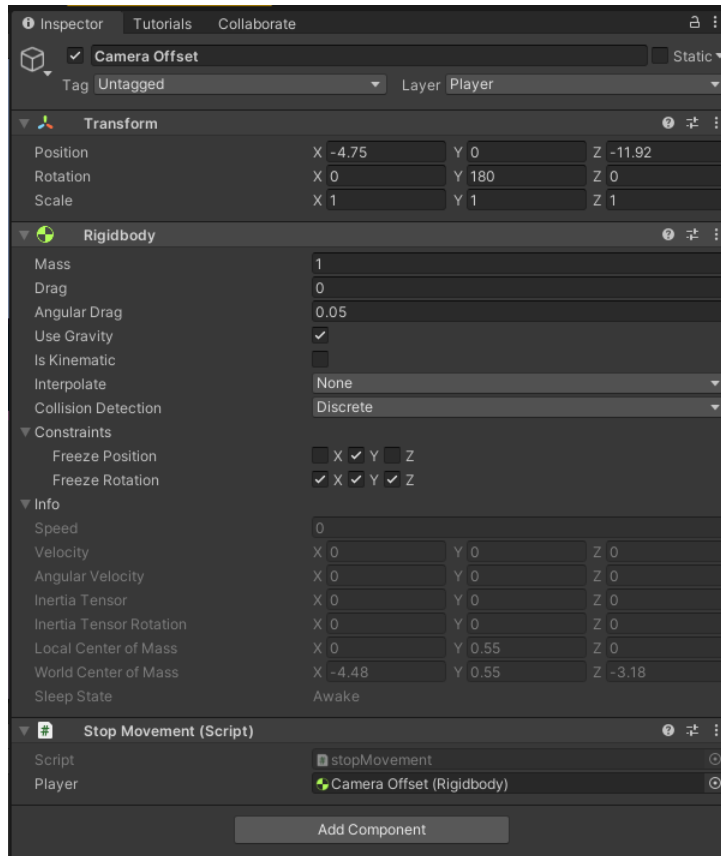 Inspector Tutorials Collaborate
Camera Offset Static
Tag Untagged Layer Player
Transform
Position X -4.75 Y 0 Z -11.92
Rotation X 0 Y 180 Z 0
Scale X 1 Y 1 Z 1
Rigidbody
Mass 1
Drag 0
Angular Drag 0.05
Use Gravity
Is Kinematic
Interpolate None
Collision Detection Discrete
Constraints
Freeze Position X Y Z
Freeze Rotation X Y Z
Info
Speed 0
Velocity X 0 Y 0 Z 0
Angular Velocity X 0 Y 0 Z 0
Inertia Tensor X 0 Y 0 Z 0
Inertia Tensor Rotation X 0 Y 0 Z 0
Local Center of Mass X 0 Y 0.55 Z 0
World Center of Mass X -4.48 Y 0.55 Z -3.18
Sleep State Awake
# Stop Movement (Script)
Script stopMovement
Player Camera Offset (Rigidbody)
Add Component